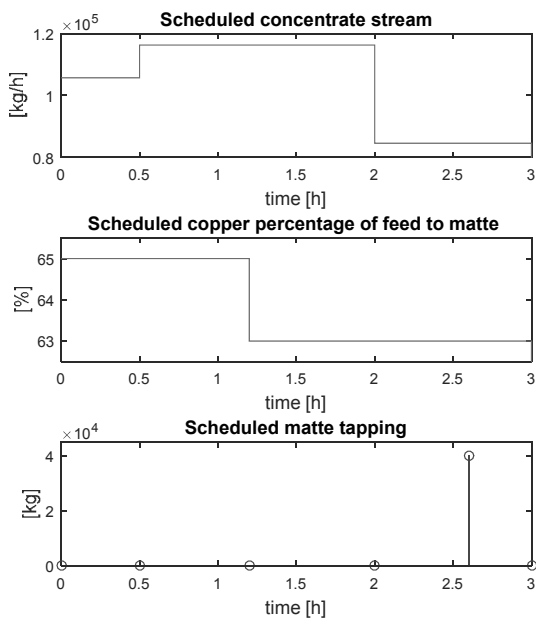 Scheduled concentrate stream
×10⁵
1.2
1
0.8
[kg/h]
0 0.5 1 1.5 2 2.5 3
time [h]
Scheduled copper percentage of feed to matte
65
64
63
[%]
0 0.5 1 1.5 2 2.5 3
time [h]
Scheduled matte tapping
×10⁴
4
2
0
[kg]
0 0.5 1 1.5 2 2.5 3
time [h]